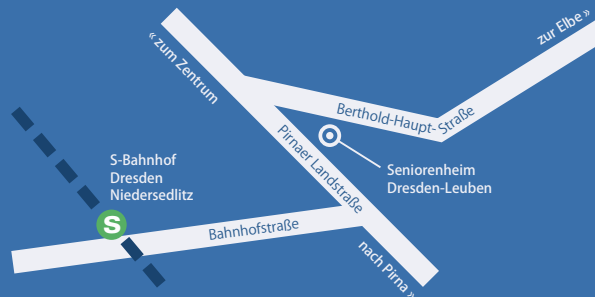 « zum Zentrum
zur Elbe »
Berthold-Haupt-Straße
Pirnaer Landstraße
S-Bahnhof
Dresden
Niedersedlitz
Seniorenheim
Dresden-Leuben
S
Bahnhofstraße
nach Pirna »